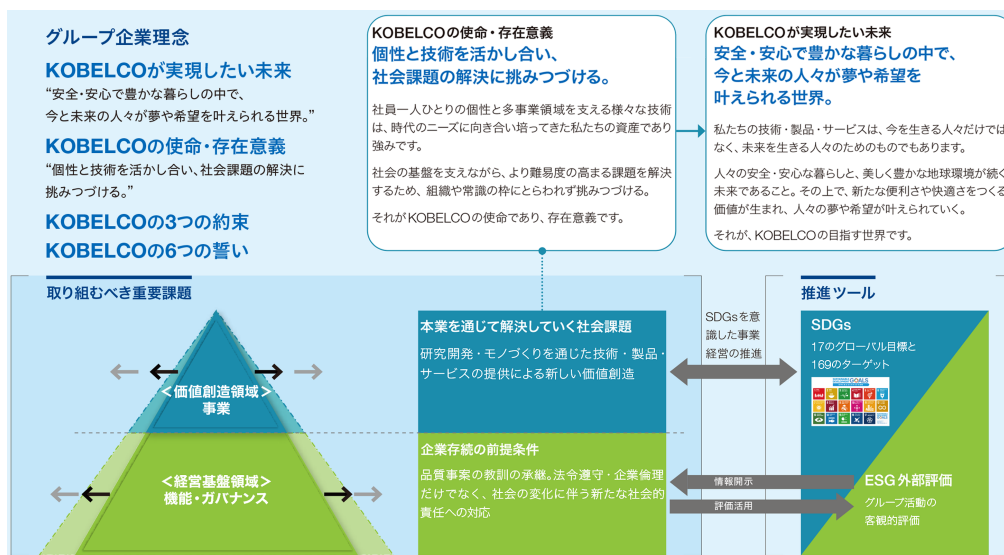 グループ企業理念
KOBELCOが実現したい未来
“安全・安心で豊かな暮らしの中で、
今と未来の人々が夢や希望を叶えられる世界。”
KOBELCOの使命・存在意義
“個性と技術を活かし合い、社会課題の解決に
挑みつづける。”
KOBELCOの3つの約束
KOBELCOの6つの誓い
KOBELCOの使命・存在意義
個性と技術を活かし合い、
社会課題の解決に挑みつづける。
社員一人ひとりの個性と多事業領域を支える様々な技術
は、時代のニーズに向き合い培ってきた私たちの資産であり
強みです。
社会の基盤を支えながら、より難易度の高まる課題を解決
するため、組織や常識の枠にとらわれず挑みつづける。
それがKOBELCOの使命であり、存在意義です。
KOBELCOが実現したい未来
安全・安心で豊かな暮らしの中で、
今と未来の人々が夢や希望を
叶えられる世界。
私たちの技術・製品・サービスは、今を生きる人々だけでは
なく、未来を生きる人々のためのものでもあります。
人々の安全・安心な暮らしと、美しく豊かな地球環境が続く
未来であること。その上で、新たな便利さや快適さをつくる
価値が生まれ、人々の夢や希望が叶えられていく。
それが、KOBELCOの目指す世界です。
取り組むべき重要課題
＜価値創造領域＞
事業
＜経営基盤領域＞
機能・ガバナンス
本業を通じて解決していく社会課題
研究開発・モノづくりを通じた技術・製品・
サービスの提供による新しい価値創造
企業存続の前提条件
品質事案の教訓の承継。法令遵守・企業倫理
だけでなく、社会の変化に伴う新たな社会的
責任への対応
SDGsを意
識した事業
経営の推進
情報開示
評価活用
推進ツール
SDGs
17のグローバル目標と
169のターゲット
GOALS
ESG外部評価
グループ活動の
客観的評価